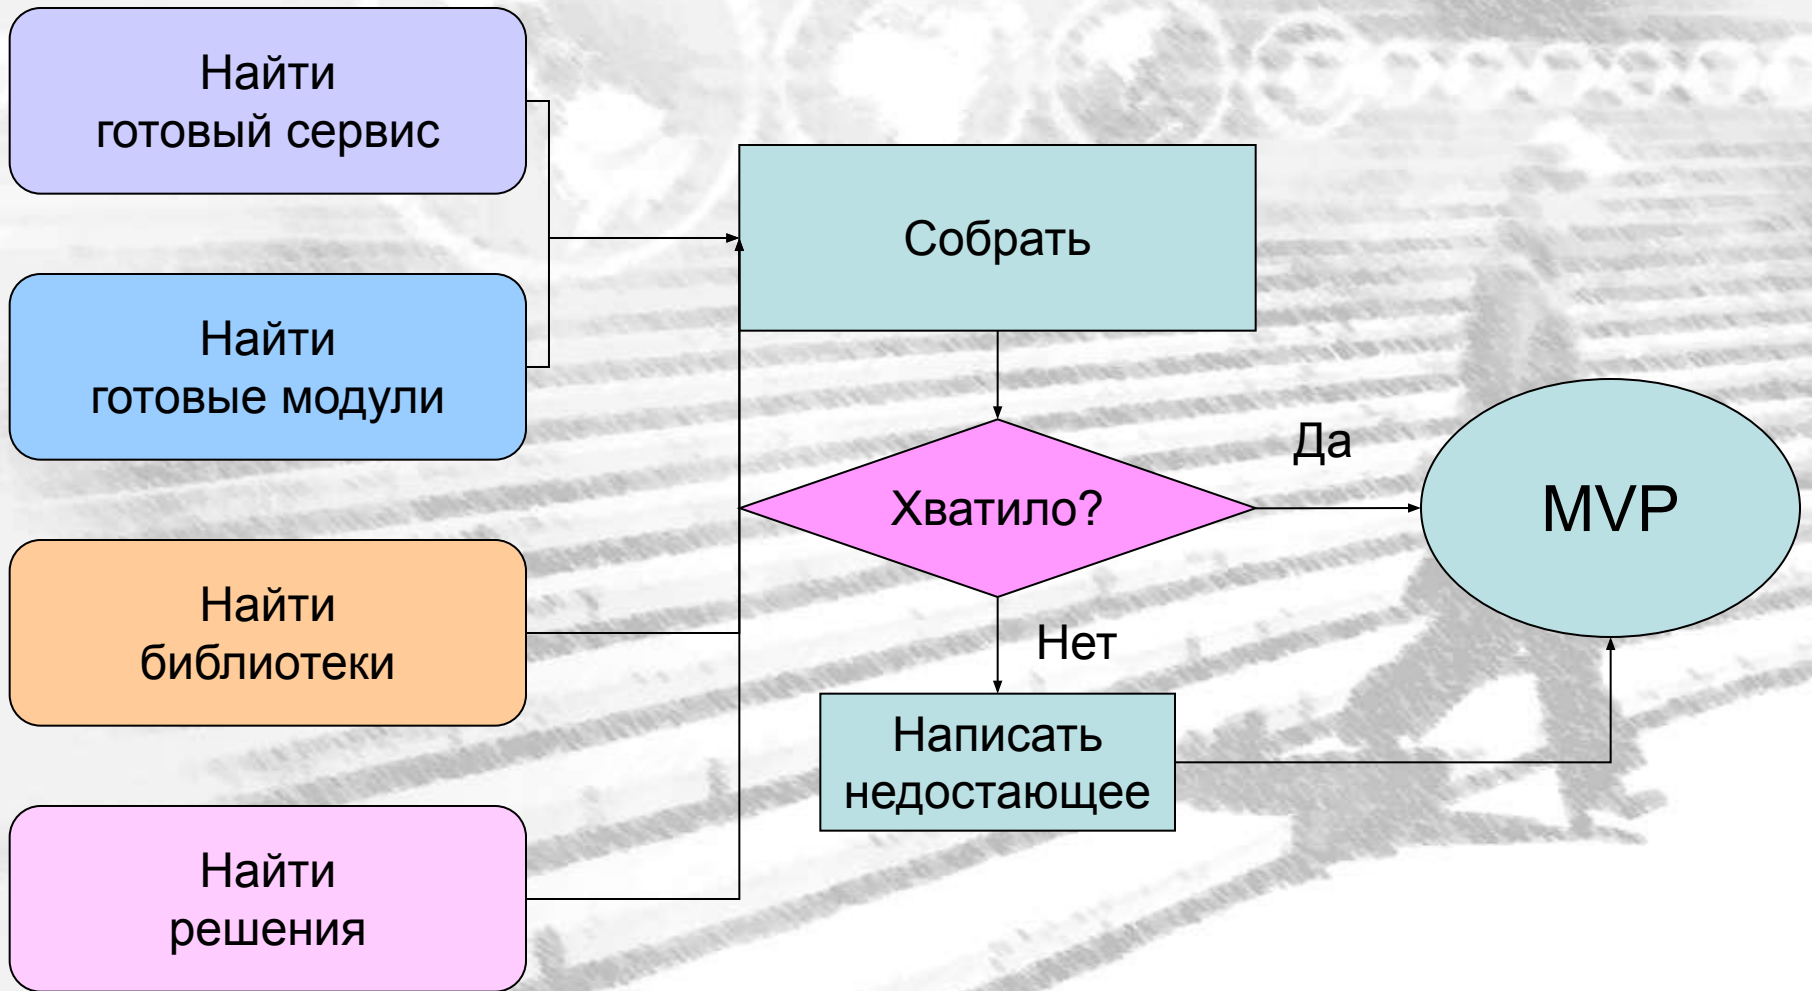 Найти
готовый сервис
Найти
готовые модули
Найти
библиотеки
Найти
решения
Собрать
Хватило?
Да
Нет
Написать
недостающее
MVP